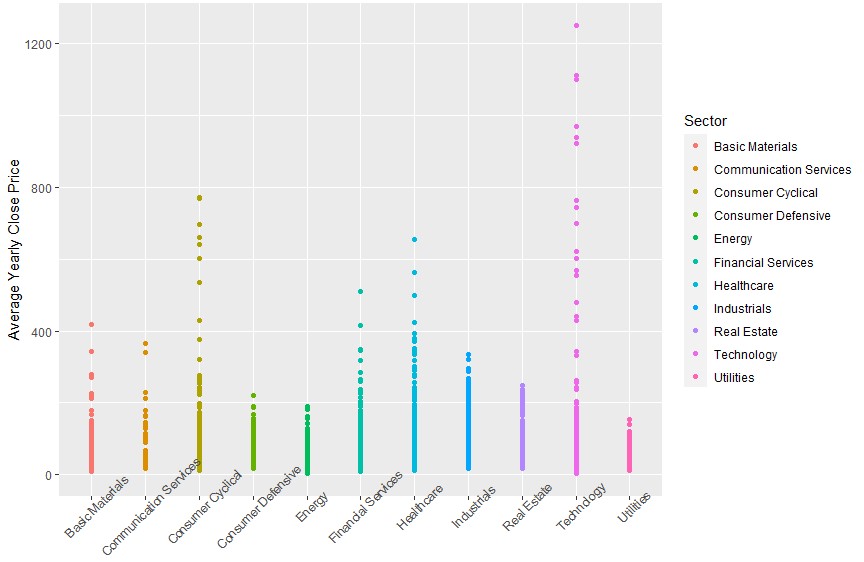 Average Yearly Close Price
1200
800
400
0
Basic Materials
Communication Services
Consumer Cyclical
Consumer Defensive
Energy
Financial Services
Healthcare
Industrials
Real Estate
Technology
Utilities
Sector
Basic Materials
Communication Services
Consumer Cyclical
Consumer Defensive
Energy
Financial Services
Healthcare
Industrials
Real Estate
Technology
Utilities